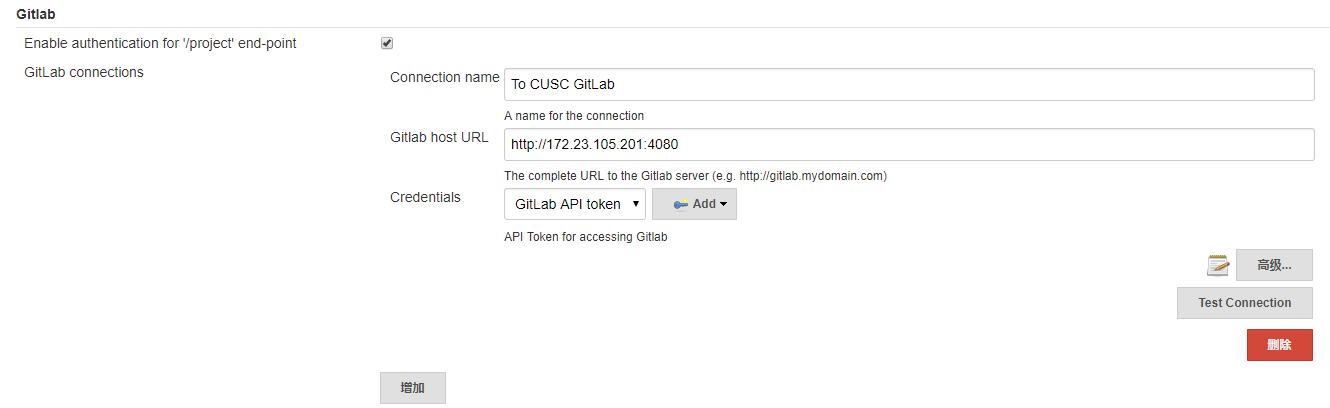 Gitlab
Enable authentication for '/project' end-point
GitLab connections
Connection name
To CUSC GitLab
A name for the connection
Gitlab host URL
http://172.23.105.201:4080
The complete URL to the Gitlab server (e.g. http://gitlab.mydomain.com)
Credentials
GitLab API token
Add
API Token for accessing Gitlab
高级...
Test Connection
删除
增加